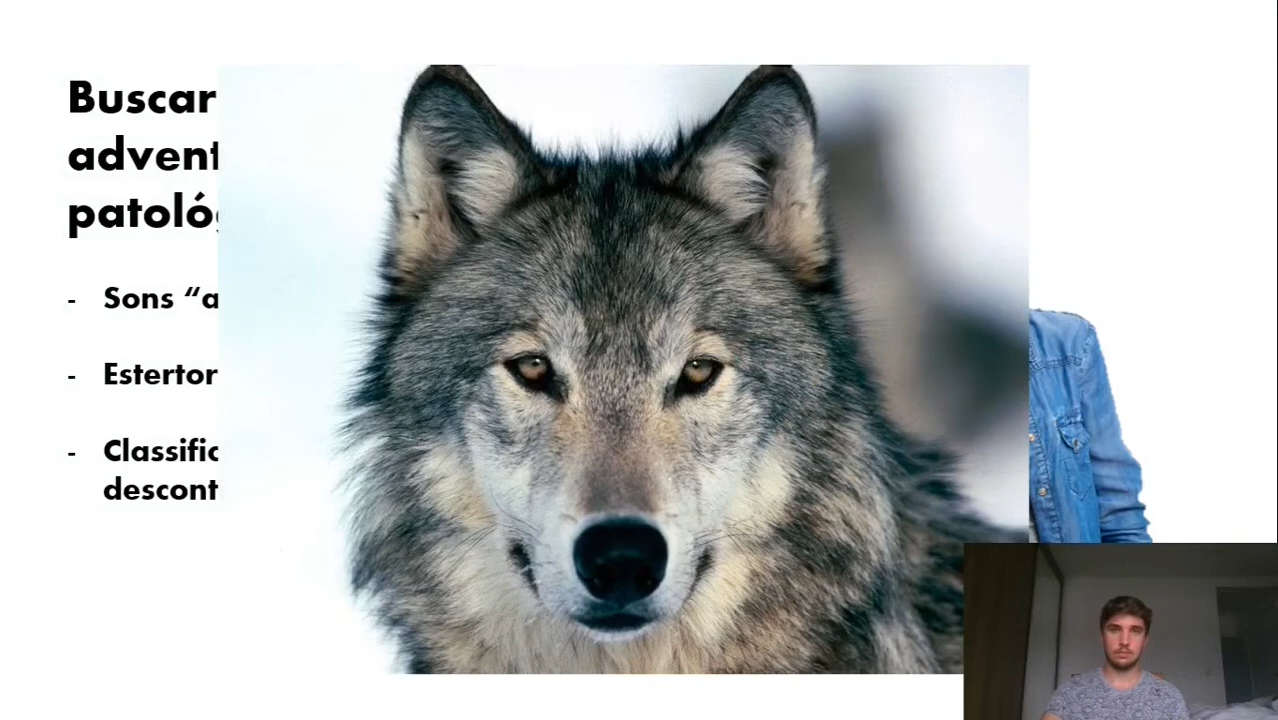 Buscar
advent
patoló
- Sons “a
- Estertor
- Classific
descont